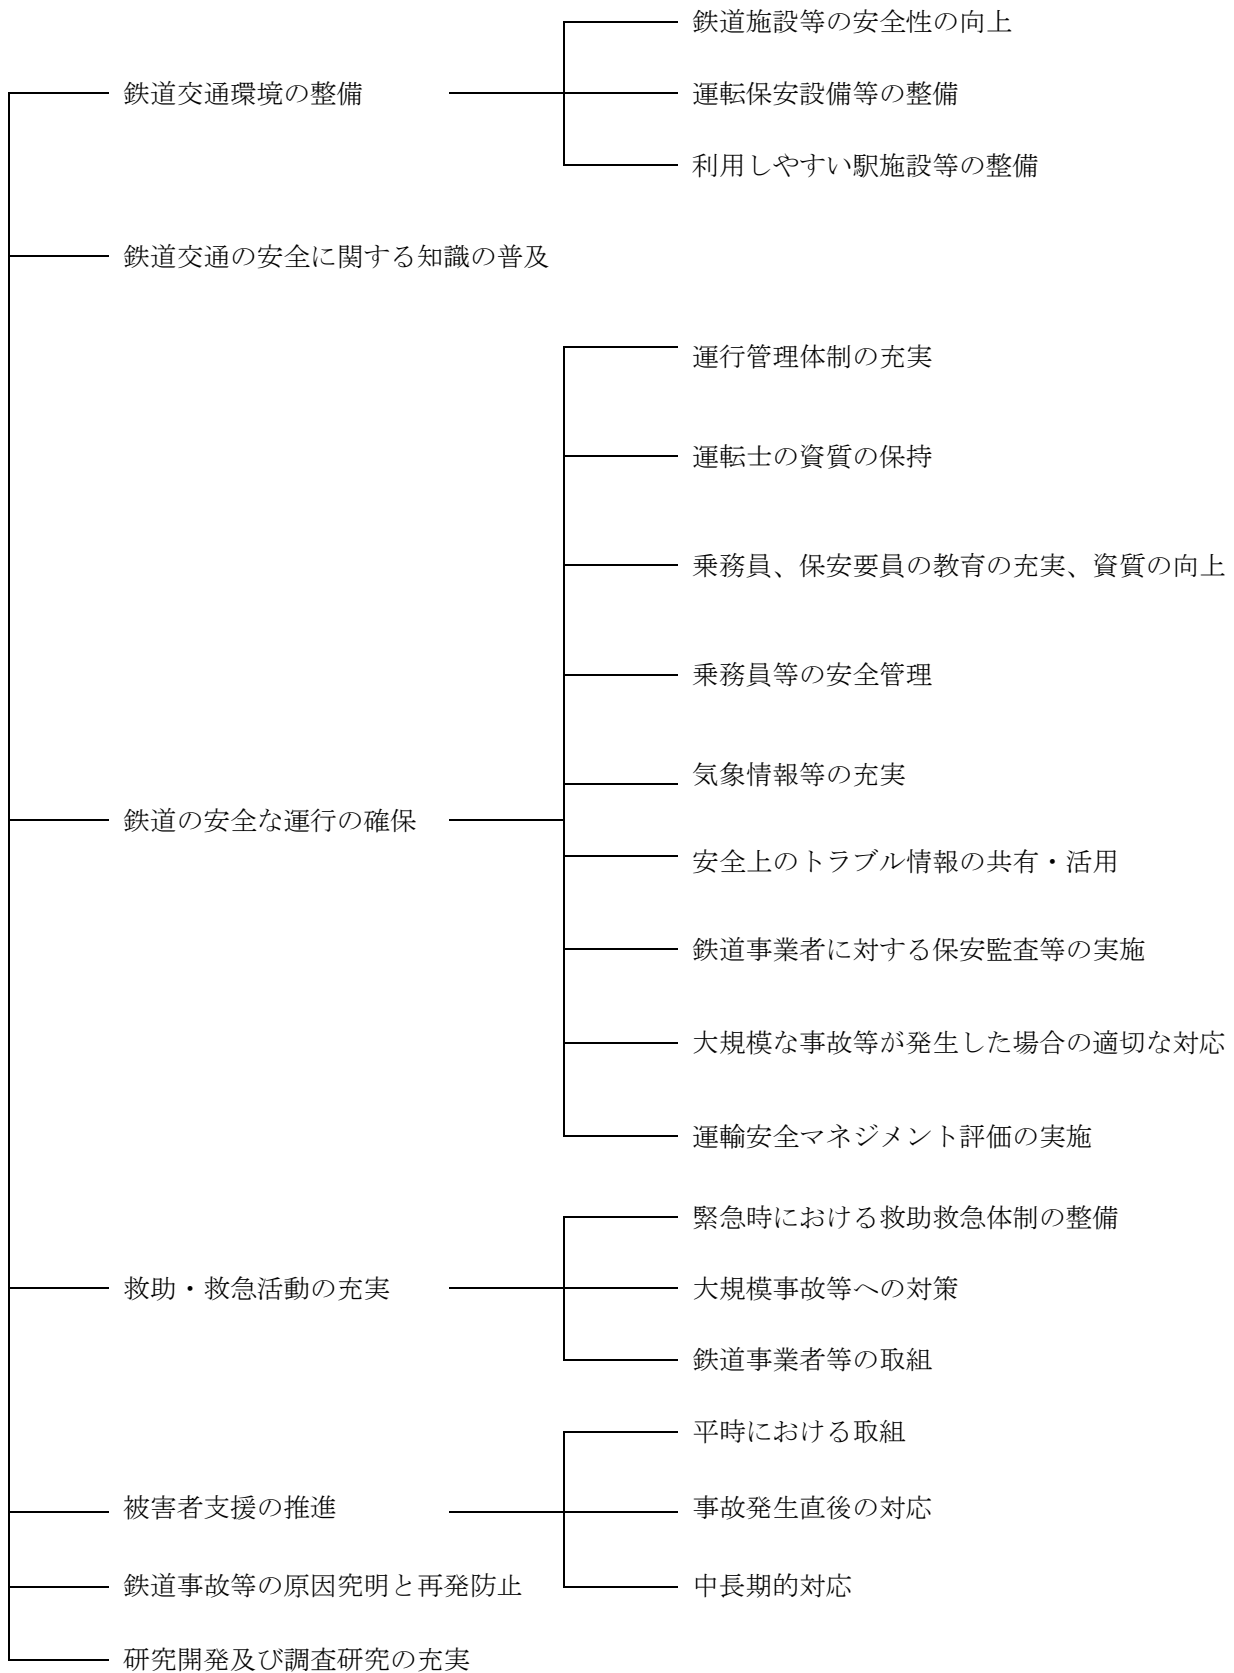 鉄道交通環境の整備
鉄道施設等の安全性の向上
運転保安設備等の整備
利用しやすい駅施設等の整備
鉄道交通の安全に関する知識の普及
鉄道の安全な運行の確保
運行管理体制の充実
運転士の資質の保持
乗務員、保安要員の教育の充実、資質の向上
乗務員等の安全管理
気象情報等の充実
安全上のトラブル情報の共有・活用
鉄道事業者に対する保安監査等の実施
大規模な事故等が発生した場合の適切な対応
運輸安全マネジメント評価の実施
救助・救急活動の充実
緊急時における救助救急体制の整備
大規模事故等への対策
鉄道事業者等の取組
被害者支援の推進
平時における取組
事故発生直後の対応
中長期的対応
鉄道事故等の原因究明と再発防止
研究開発及び調査研究の充実